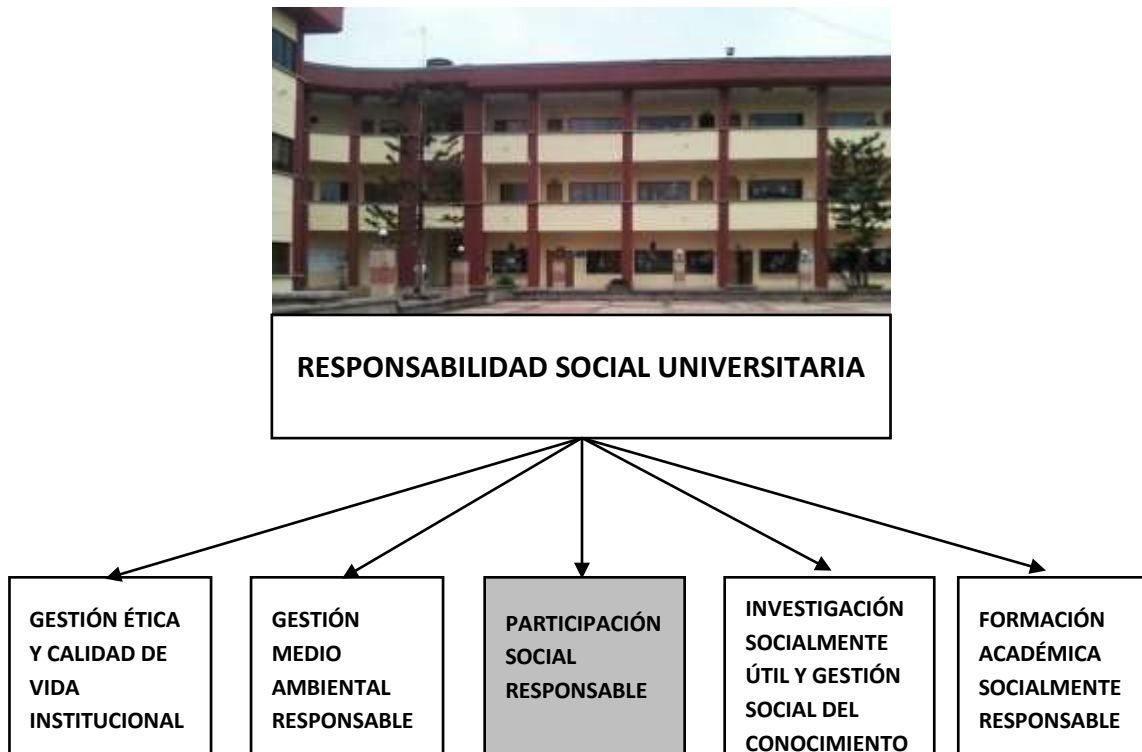 RESPONSABILIDAD SOCIAL UNIVERSITARIA
GESTIÓN ÉTICA
Y CALIDAD DE
VIDA
INSTITUCIONAL
GESTIÓN
MEDIO
AMBIENTAL
RESPONSABLE
PARTICIPACIÓN
SOCIAL
RESPONSABLE
INVESTIGACIÓN
SOCIALMENTE
ÚTIL Y GESTIÓN
SOCIAL DEL
CONOCIMIENTO
FORMACIÓN
ACADÉMICA
SOCIALMENTE
RESPONSABLE